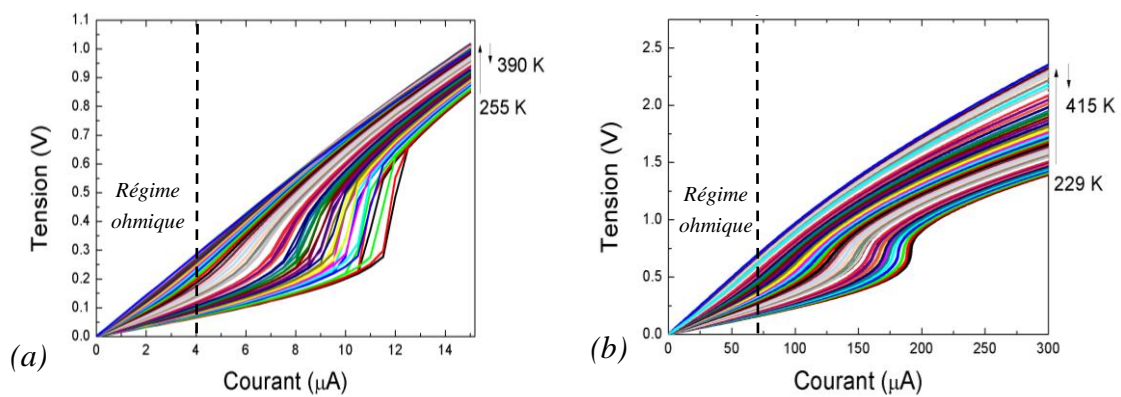 1.1
1.0
0.9
0.8
0.7
0.6
0.5
0.4
0.3
0.2
0.1
0.0
Tension (V)
Régime
ohmique
390 K
255 K
0 2 4 6 8 10 12 14
Courant (µA)
(a)
2.5
2.0
1.5
1.0
0.5
0.0
Tension (V)
Régime
ohmique
415 K
229 K
0 50 100 150 200 250 300
Courant (µA)
(b)